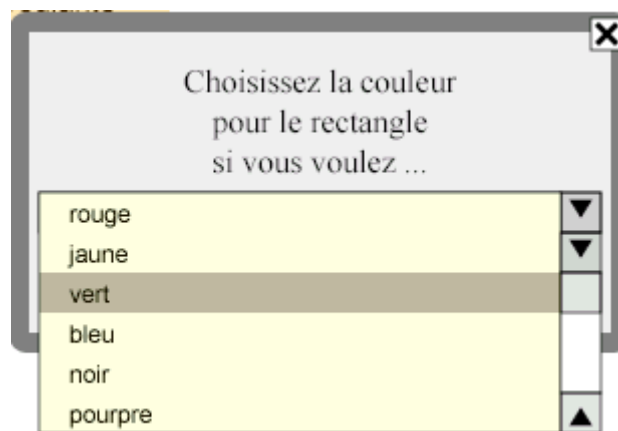 Choisissez la couleur
pour le rectangle
si vous voulez ...
rouge
jaune
vert
bleu
noir
pourpre